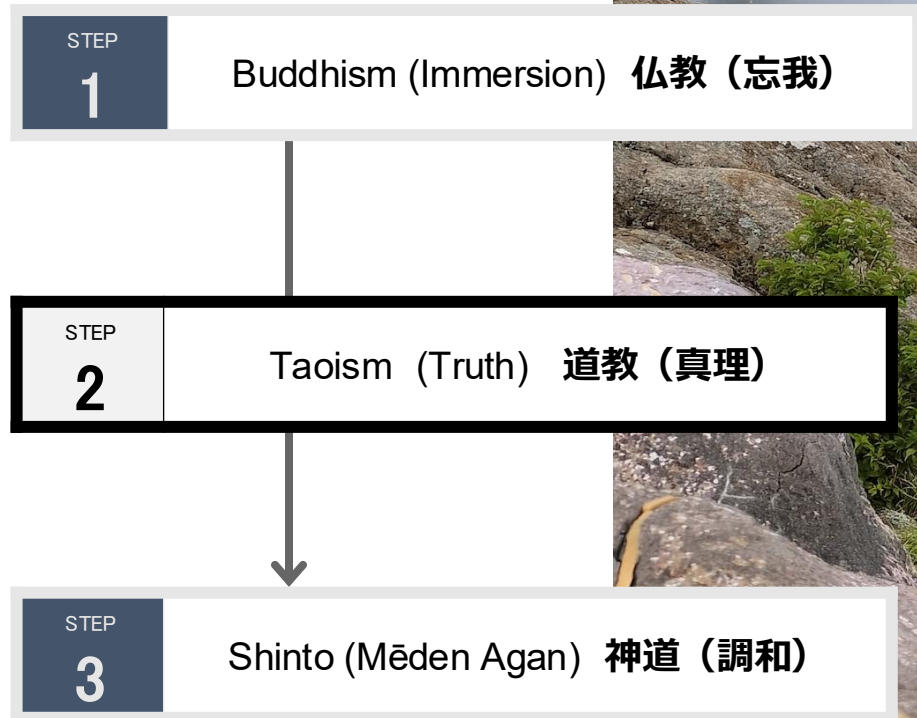 STEP
1
Buddhism (Immersion) 仏教（忘我）
STEP
2
Taoism (Truth) 道教（真理）
STEP
3
Shinto (Mēden Agan) 神道（調和）